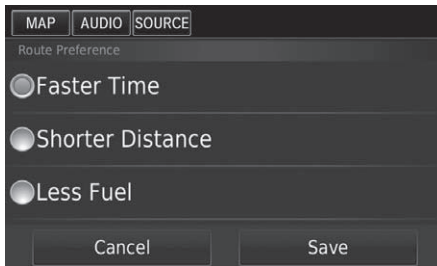 MAP AUDIO SOURCE
Route Preference
Faster Time
Shorter Distance
Less Fuel
Cancel Save